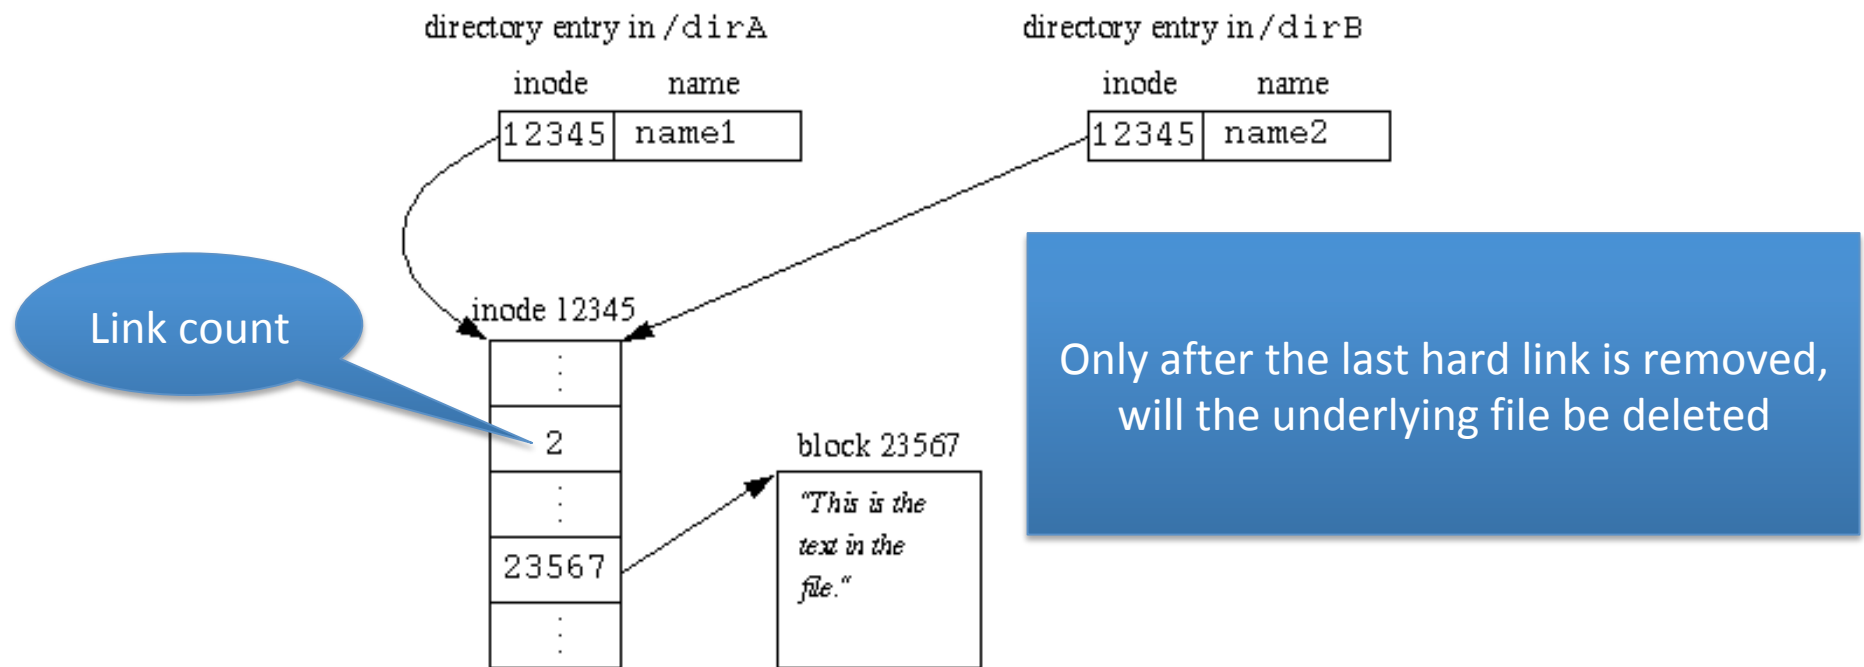 directory entry in /dirA
directory entry in /dirB
inode name
inode name
12345 name1
12345 name2
inode 12345
Link count
Only after the last hard link is removed,
will the underlying file be deleted
2
block 23567
"This is the
text in the
file."
23567